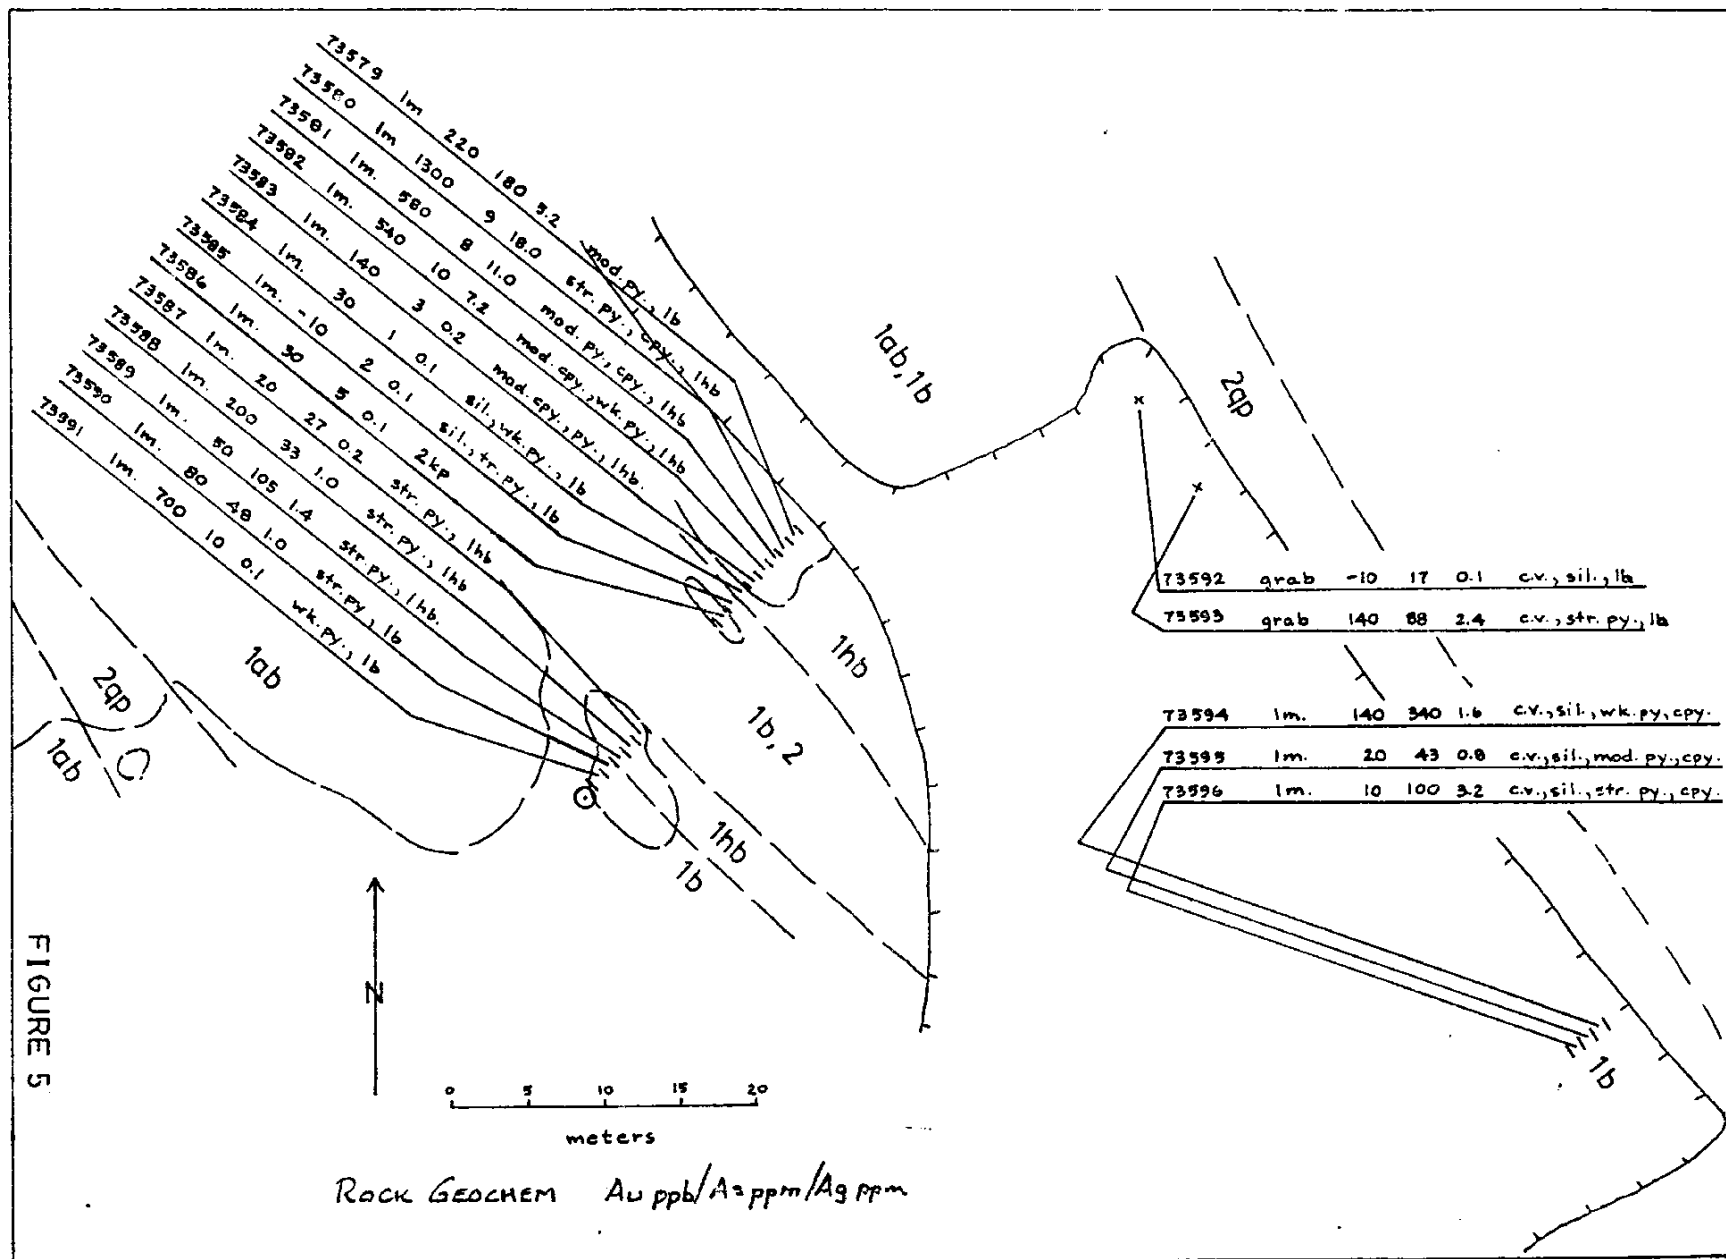 73579 1m 220 180 5.2 mod.py., 1b
73580 1m 1300 9 18.0 str.py., cpy., 1hb
73581 1m. 580 8 11.0 mod.py., cpy., 1hb
73582 1m. 540 10 7.2 mod.cpy., wk.py., 1hb
73583 1m. 140 3 0.2 mod.cpy., py., 1hb.
73584 1m. 30 1 0.1 sil., wk.py., 1b
73585 1m. -10 2 0.1 sil., tr.py., 1b
73586 1m. 30 5 0.1 2kp
73587 1m. 20 27 0.2 str.py., 1hb
73588 1m. 200 33 1.0 str.py., 1hb
73589 1m. 50 105 1.4 str.py., 1hb.
73590 1m. 80 48 1.0 str.py., 1b
73591 1m. 700 10 0.1 wk.py., 1b
1ab, 1b
2qp
73592 grab -10 17 0.1 c.v., sil., 1b
73593 grab 140 88 2.4 c.v., str.py., 1b
73594 1m. 140 340 1.6 c.v., sil., wk.py, cpy.
73595 1m. 20 43 0.8 c.v., sil., mod.py., cpy.
73596 1m. 10 100 3.2 c.v., sil., str.py., cpy.
1ab
2qp
1ab
1hb
1b, 2
1hb
1b
1b
N
0 5 10 15 20
meters
ROCK GEOCHEM Au ppb/As ppm/Ag ppm
FIGURE 5